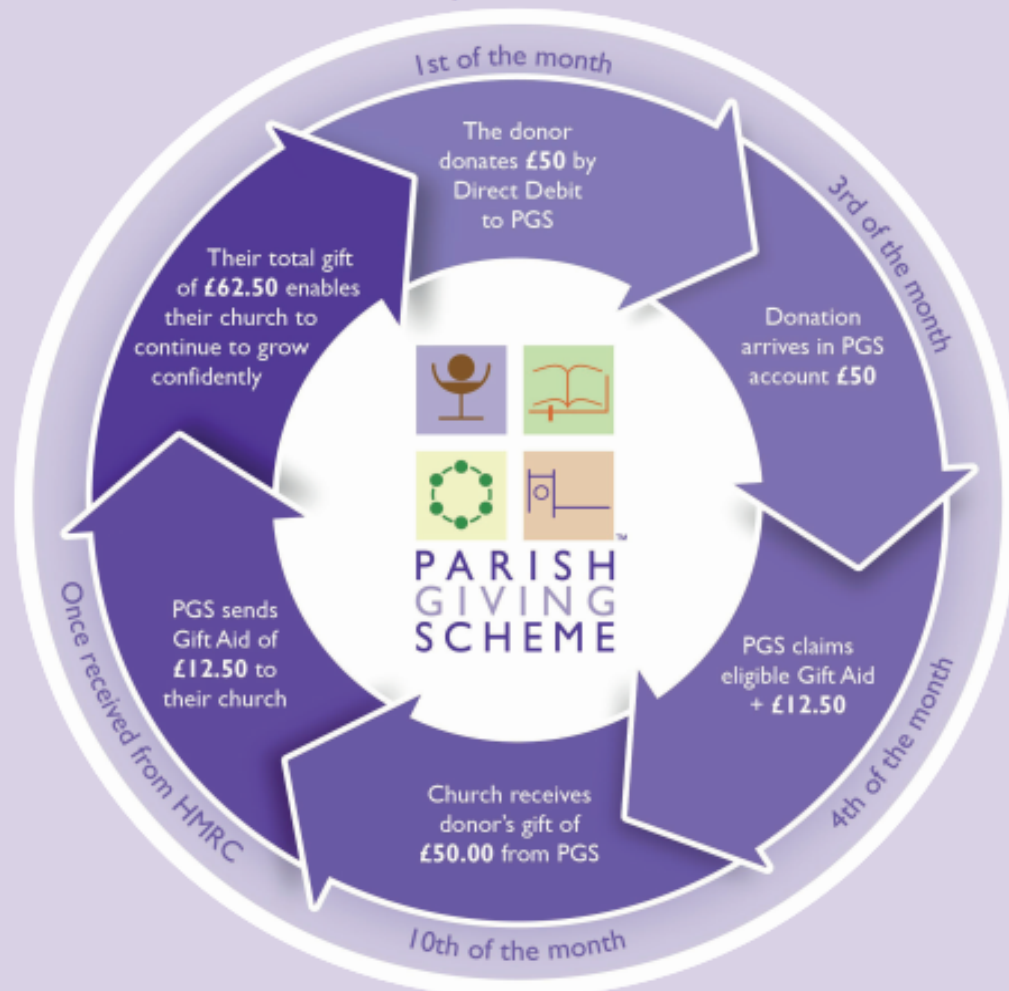 1st of the month
The donor
donates £50 by
Direct Debit
to PGS
3rd of the month
Donation
arrives in PGS
account £50
4th of the month
PGS claims
eligible Gift Aid
+ £12.50
10th of the month
Church receives
donor's gift of
£50.00 from PGS
Once received from HMRC
PGS sends
Gift Aid of
£12.50 to
their church
Their total gift
of £62.50 enables
their church to
continue to grow
confidently
PARISH
GIVING
SCHEME
™